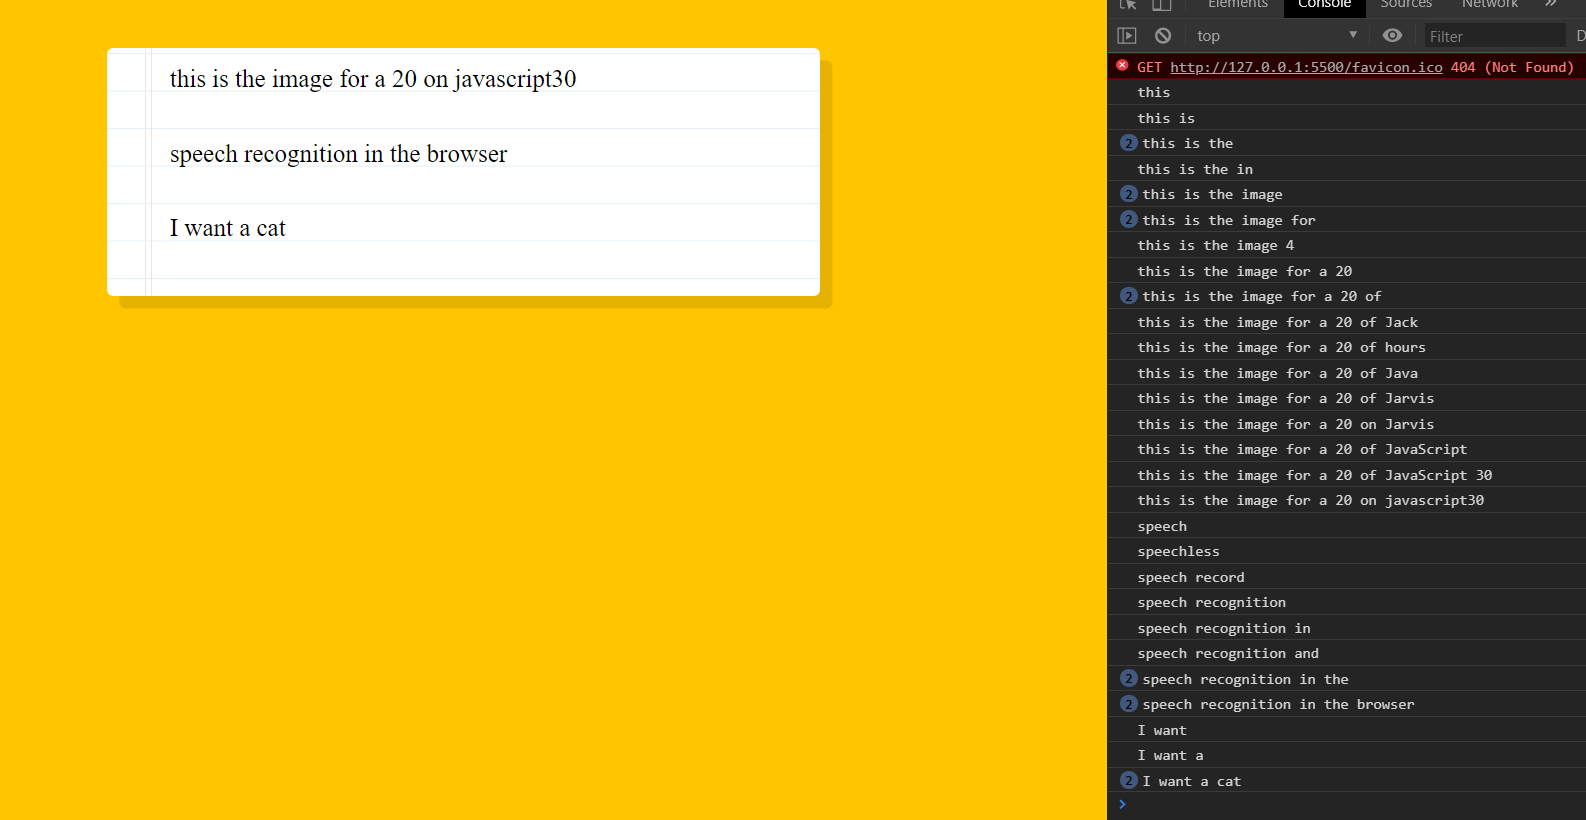 this is the image for a 20 on javascript30
speech recognition in the browser
I want a cat
Elements Console Sources Network »
top ▼ Filter D
GET http://127.0.0.1:5500/favicon.ico 404 (Not Found)
this
this is
2 this is the
this is the in
2 this is the image
2 this is the image for
this is the image 4
this is the image for a 20
2 this is the image for a 20 of
this is the image for a 20 of Jack
this is the image for a 20 of hours
this is the image for a 20 of Java
this is the image for a 20 of Jarvis
this is the image for a 20 on Jarvis
this is the image for a 20 of JavaScript
this is the image for a 20 of JavaScript 30
this is the image for a 20 on javascript30
speech
speechless
speech record
speech recognition
speech recognition in
speech recognition and
2 speech recognition in the
2 speech recognition in the browser
I want
I want a
2 I want a cat
>